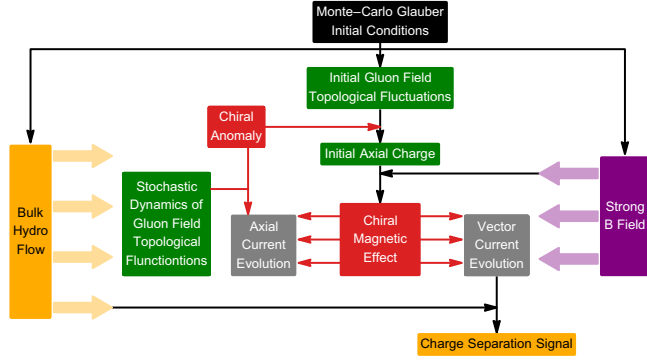 Monte–Carlo Glauber
Initial Conditions
Initial Gluon Field
Topological Fluctuations
Chiral
Anomaly
Initial Axial Charge
Bulk
Hydro
Flow
Stochastic
Dynamics of
Gluon Field
Topological
Flunctiontions
Axial
Current
Evolution
Chiral
Magnetic
Effect
Vector
Current
Evolution
Strong
B Field
Charge Separation Signal